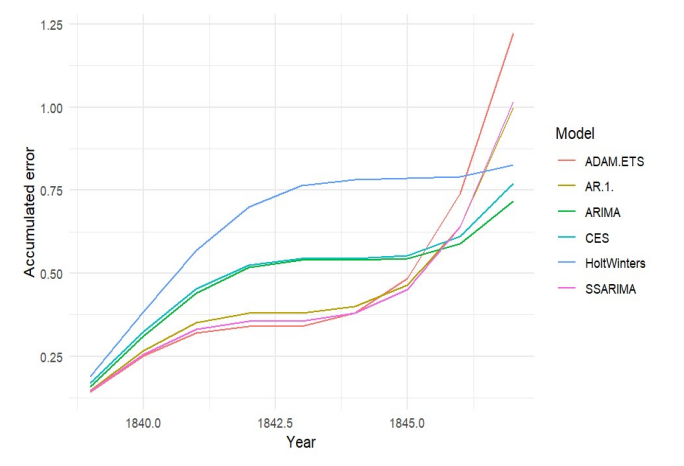 1.25
1.00
0.75
0.50
0.25
Accumulated error
1840.0 1842.5 1845.0
Year
Model
ADAM.ETS
AR.1.
ARIMA
CES
HoltWinters
SSARIMA